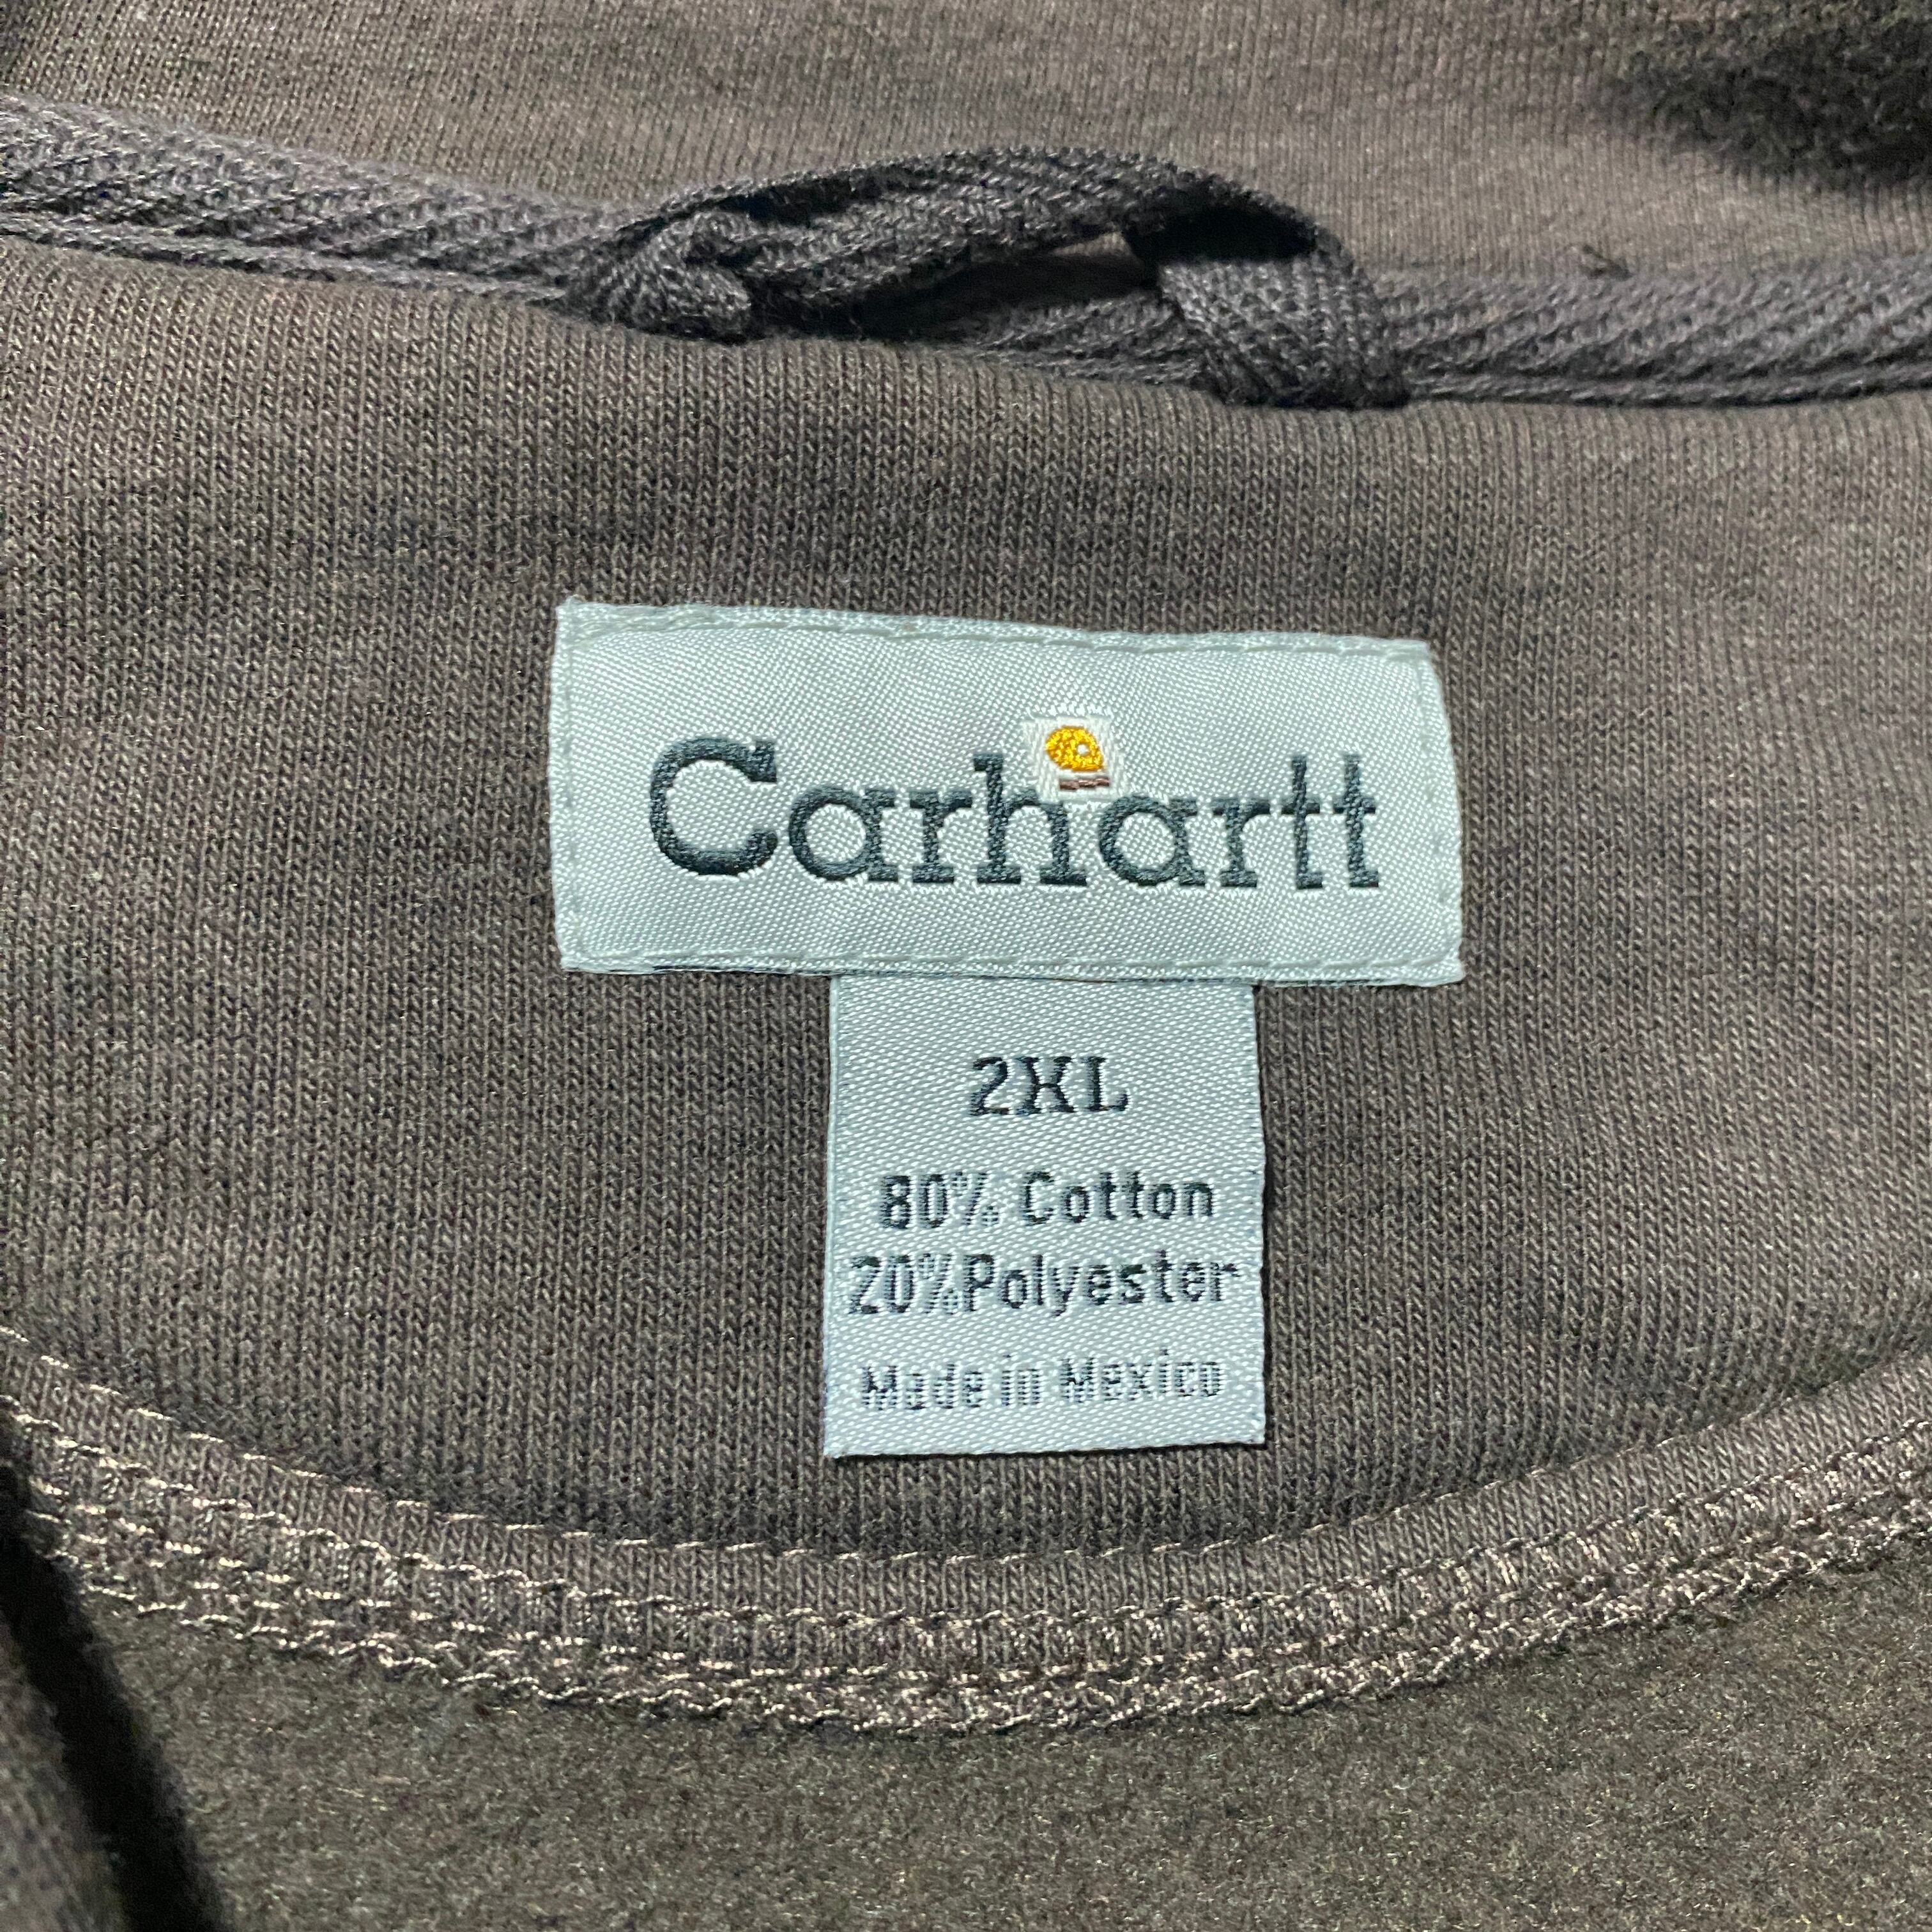 Carhartt
2XL
80% Cotton
20% Polyester
Made in Mexico